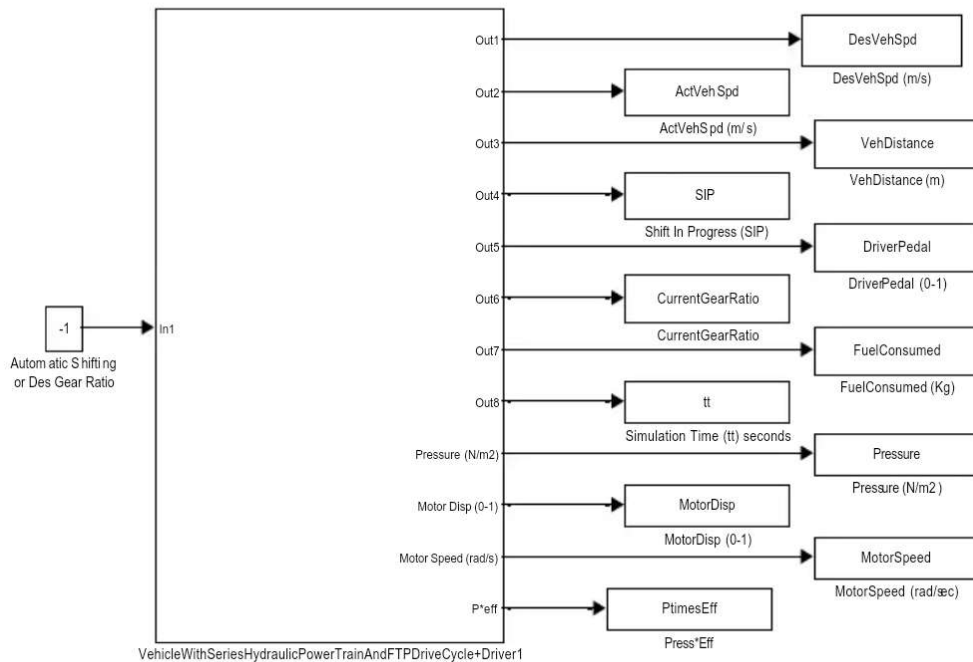 Out1
DesVehSpd
DesVehSpd (m/s)
Out2
ActVehSpd
ActVehSpd (m/s)
Out3
VehDistance
VehDistance (m)
Out4
SIP
Shift In Progress (SIP)
Out5
DriverPedal
DriverPedal (0-1)
-1
In1
Automatic Shifting
or Des Gear Ratio
Out6
CurrentGearRatio
CurrentGearRatio
Out7
FuelConsumed
FuelConsumed (Kg)
Out8
tt
Simulation Time (tt) seconds
Pressure (N/m2)
Pressure
Pressure (N/m2)
Motor Disp (0-1)
MotorDisp
MotorDisp (0-1)
Motor Speed (rad/s)
MotorSpeed
MotorSpeed (rad/sec)
P*eff
PtimesEff
Press*Eff
VehicleWithSeriesHydraulicPowerTrainAndFTPDriveCycle+Driver1